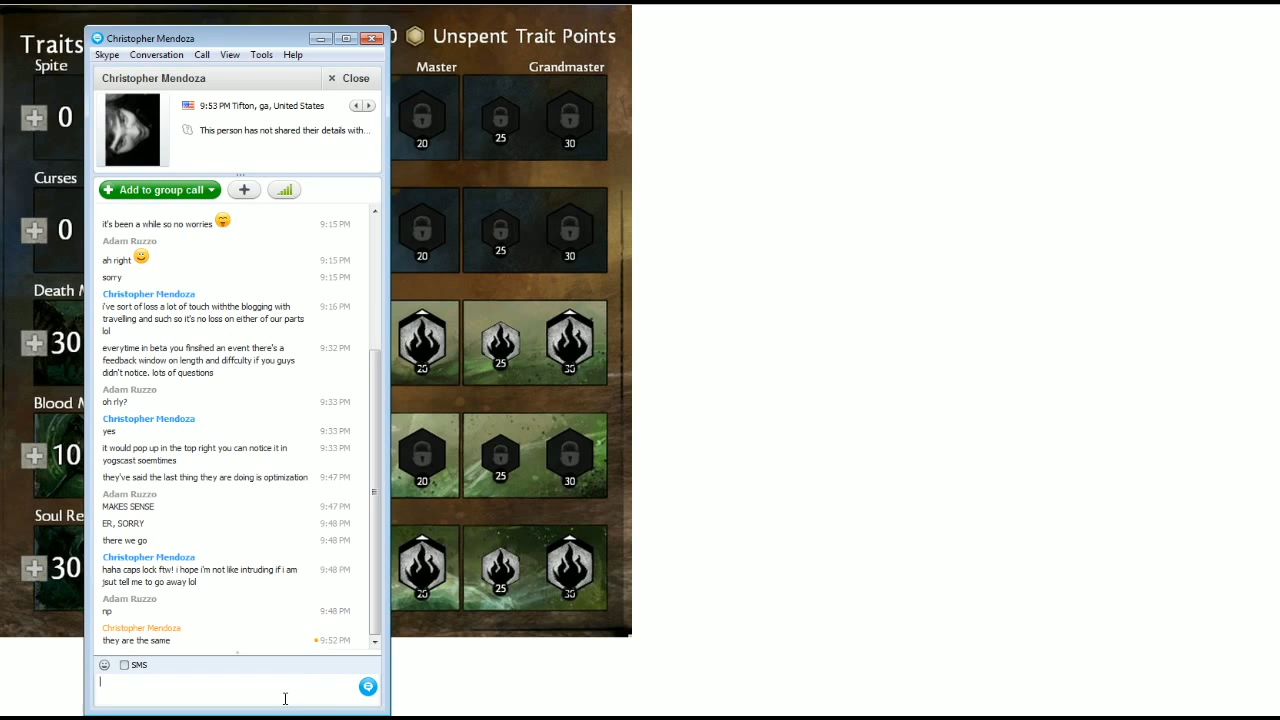 Traits
Unspent Trait Points
Master
Grandmaster
Spite
0
20
25
30
Curses
0
20
25
30
Death M
30
20
25
30
Blood M
10
20
25
30
Soul Re
30
20
25
30
Christopher Mendoza
Skype Conversation Call View Tools Help
Christopher Mendoza
× Close
9:53 PM Tifton, ga, United States
This person has not shared their details with...
Add to group call
it's been a while so no worries 9:15 PM
Adam Ruzzo
ah right 9:15 PM
sorry 9:15 PM
Christopher Mendoza
i've sort of loss a lot of touch withthe blogging with 9:16 PM
travelling and such so it's no loss on either of our parts
lol
everytime in beta you finsihed an event there's a 9:32 PM
feedback window on length and diffculty if you guys
didn't notice. lots of questions
Adam Ruzzo
oh rly? 9:33 PM
Christopher Mendoza
yes 9:33 PM
it would pop up in the top right you can notice it in 9:33 PM
yogscast soemtimes
they've said the last thing they are doing is optimization 9:47 PM
Adam Ruzzo
MAKES SENSE 9:47 PM
ER, SORRY 9:48 PM
there we go 9:48 PM
Christopher Mendoza
haha caps lock ftw! i hope i'm not like intruding if i am 9:48 PM
jsut tell me to go away lol
Adam Ruzzo
np 9:48 PM
Christopher Mendoza
they are the same 9:52 PM
SMS